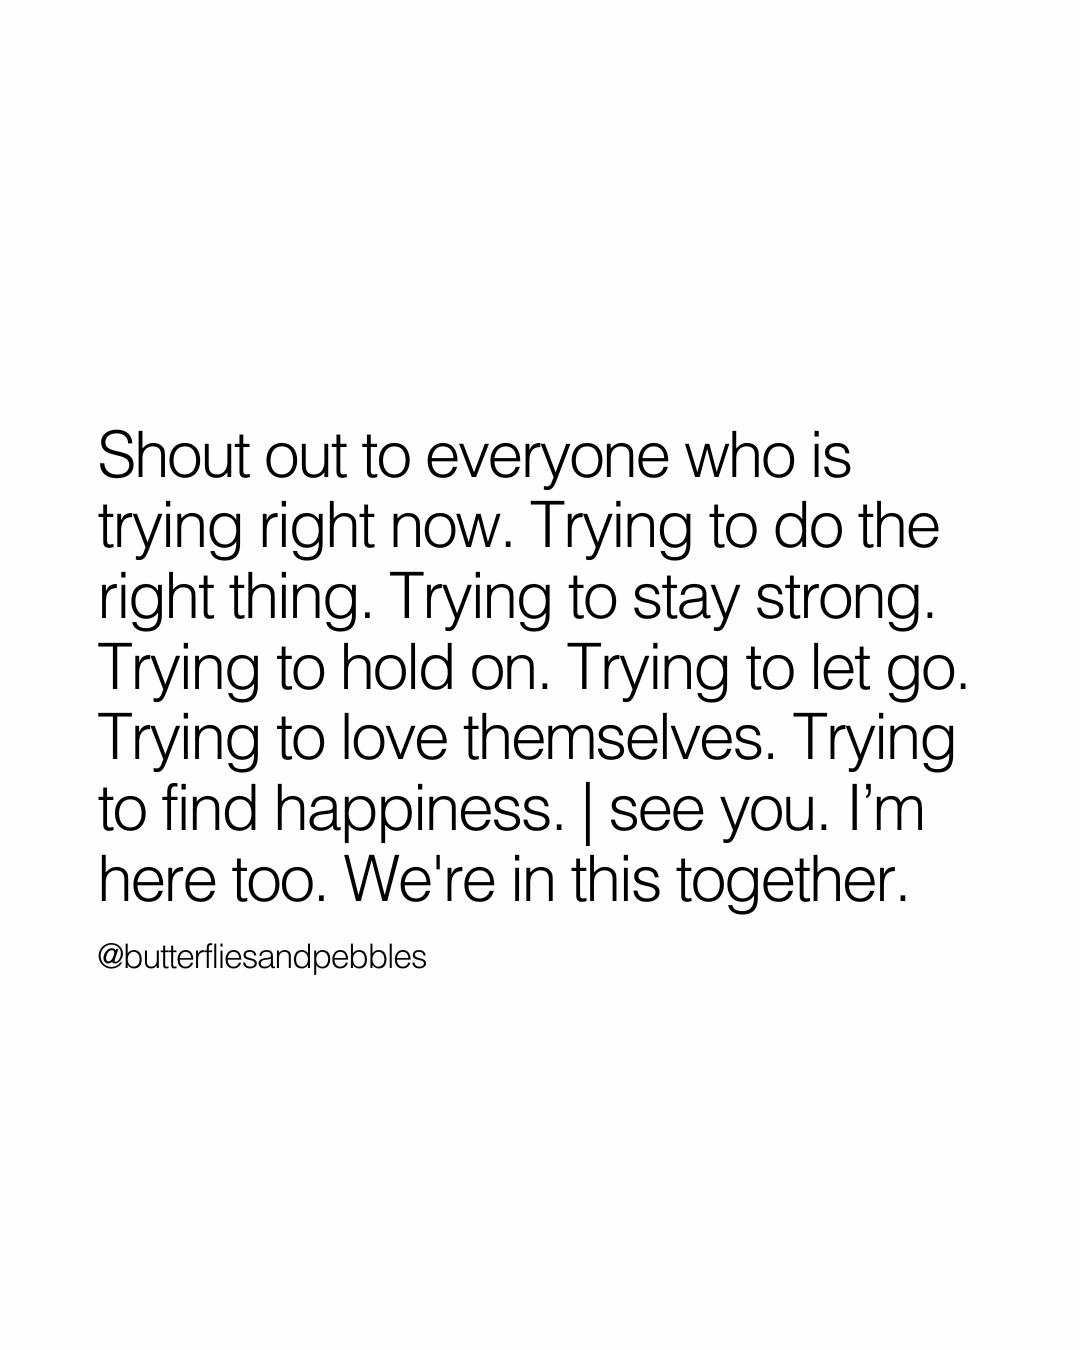 Shout out to everyone who is
trying right now. Trying to do the
right thing. Trying to stay strong.
Trying to hold on. Trying to let go.
Trying to love themselves. Trying
to find happiness. | see you. I’m
here too. We're in this together.
@butterfliesandpebbles